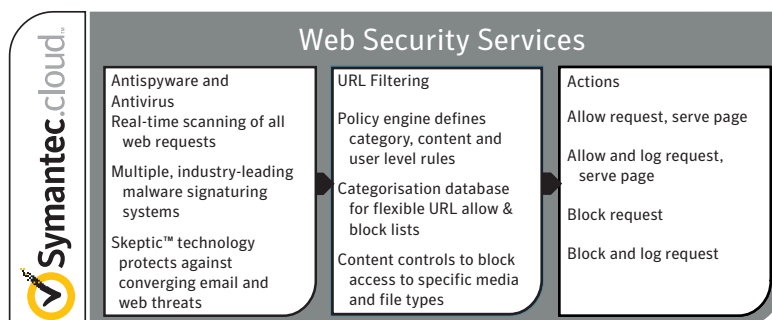 Symantec.cloud™
Web Security Services
Antispyware and
Antivirus
Real-time scanning of all
web requests
Multiple, industry-leading
malware signaturing
systems
Skeptic™ technology
protects against
converging email and
web threats
URL Filtering
Policy engine defines
category, content and
user level rules
Categorisation database
for flexible URL allow &
block lists
Content controls to block
access to specific media
and file types
Actions
Allow request, serve page
Allow and log request,
serve page
Block request
Block and log request